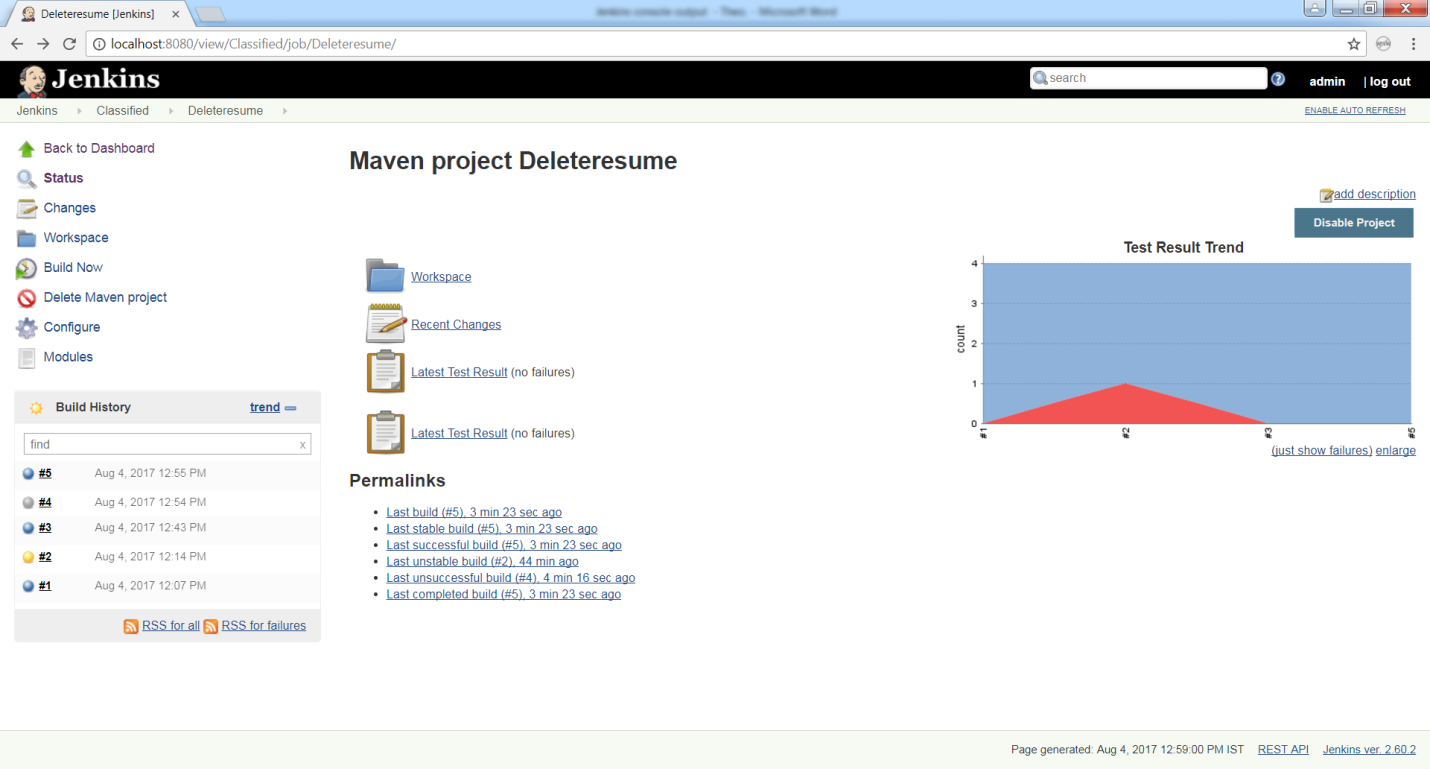 Deleteresume [Jenkins]
jenkins console output - Theo. - Microsoft Word
localhost:8080/view/Classified/job/Deleteresume/
Jenkins
search
admin | log out
Jenkins Classified Deleteresume
ENABLE AUTO REFRESH
Back to Dashboard
Status
Changes
Workspace
Build Now
Delete Maven project
Configure
Modules
Build History trend
find x
#5 Aug 4, 2017 12:55 PM
#4 Aug 4, 2017 12:54 PM
#3 Aug 4, 2017 12:43 PM
#2 Aug 4, 2017 12:14 PM
#1 Aug 4, 2017 12:07 PM
RSS for all RSS for failures
Maven project Deleteresume
add description
Disable Project
Workspace
Recent Changes
Latest Test Result (no failures)
Latest Test Result (no failures)
Test Result Trend
count
4
3
2
1
0
#1 #2 #3 #5
(just show failures) enlarge
Permalinks
Last build (#5), 3 min 23 sec ago
Last stable build (#5), 3 min 23 sec ago
Last successful build (#5), 3 min 23 sec ago
Last unstable build (#2), 44 min ago
Last unsuccessful build (#4), 4 min 16 sec ago
Last completed build (#5), 3 min 23 sec ago
Page generated: Aug 4, 2017 12:59:00 PM IST REST API Jenkins ver. 2.60.2